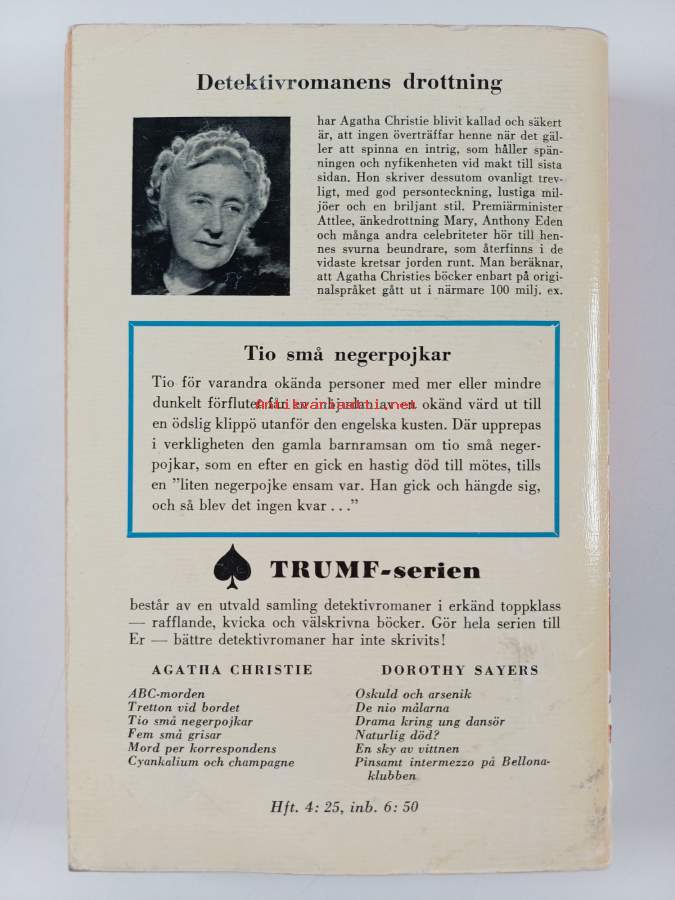 Detektivromanens drottning
har Agatha Christie blivit kallad och säkert
är, att ingen överträffar henne när det gäl-
ler att spinna en intrig, som håller spän-
ningen och nyfikenheten vid makt till sista
sidan. Hon skriver dessutom ovanligt trev-
ligt, med god personteckning, lustiga mil-
jöer och en briljant stil. Premiärminister
Attlee, änkedrottning Mary, Anthony Eden
och många andra celebriteter hör till hen-
nes svurna beundrare, som återfinns i de
vidaste kretsar jorden runt. Man beräknar,
att Agatha Christies böcker enbart på origi-
nalspråket gått ut i närmare 100 milj. ex.
Tio små negerpojkar
Tio för varandra okända personer med mer eller mindre
dunkelt förflutet en okänd värd ut till
en ödslig klippö utanför den engelska kusten. Där upprepas
i verkligheten den gamla barnramsan om tio små neger-
pojkar, som en efter en gick en hastig död till mötes, tills
en ”liten negerpojke ensam var. Han gick och hängde sig,
och så blev det ingen kvar . . .”
TRUMF-serien
består av en utvald samling detektivromaner i erkänd toppklass
— rafflande, kvicka och välskrivna böcker. Gör hela serien till
Er — bättre detektivromaner har inte skrivits!
AGATHA CHRISTIE
ABC-morden
Tretton vid bordet
Tio små negerpojkar
Fem små grisar
Mord per korrespondens
Cyankalium och champagne
DOROTHY SAYERS
Oskuld och arsenik
De nio målarna
Drama kring ung dansör
Naturlig död?
En sky av vittnen
Pinsamt intermezzo på Bellona-
klubben
Hft. 4: 25, inb. 6: 50